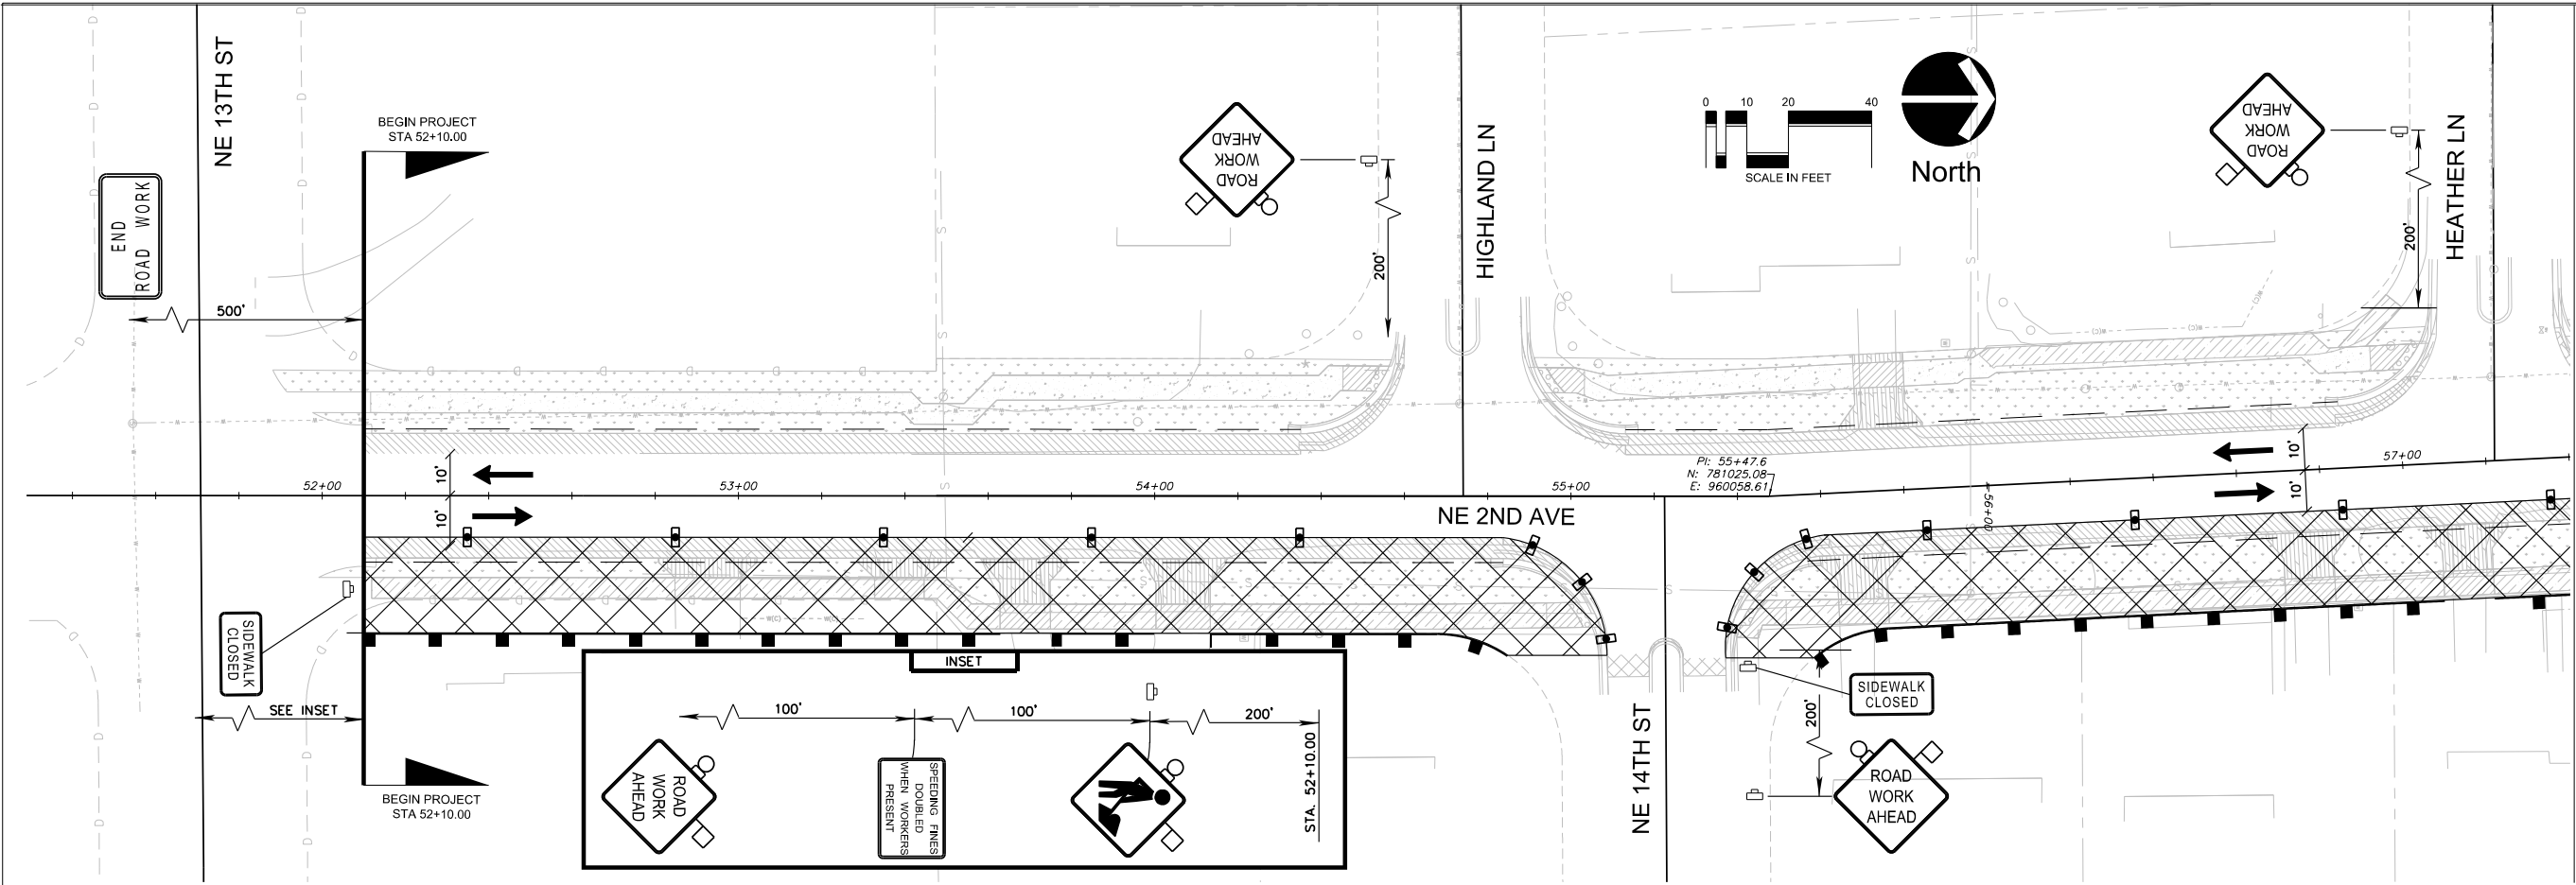 NE 13TH ST
BEGIN PROJECT
STA 52+10.00
END
ROAD WORK
500'
ROAD
WORK
AHEAD
200'
HIGHLAND LN
0 10 20 40
SCALE IN FEET
North
ROAD
WORK
AHEAD
200'
HEATHER LN
52+00
10'
10'
53+00
54+00
55+00
PI: 55+47.6
N: 781025.08
E: 960058.61
56+00
10'
10'
57+00
NE 2ND AVE
SIDEWALK
CLOSED
SEE INSET
BEGIN PROJECT
STA 52+10.00
INSET
100'
100'
200'
ROAD
WORK
AHEAD
SPEEDING FINES
DOUBLED
WHEN WORKERS
PRESENT
STA. 52+10.00
NE 14TH ST
SIDEWALK
CLOSED
200'
ROAD
WORK
AHEAD